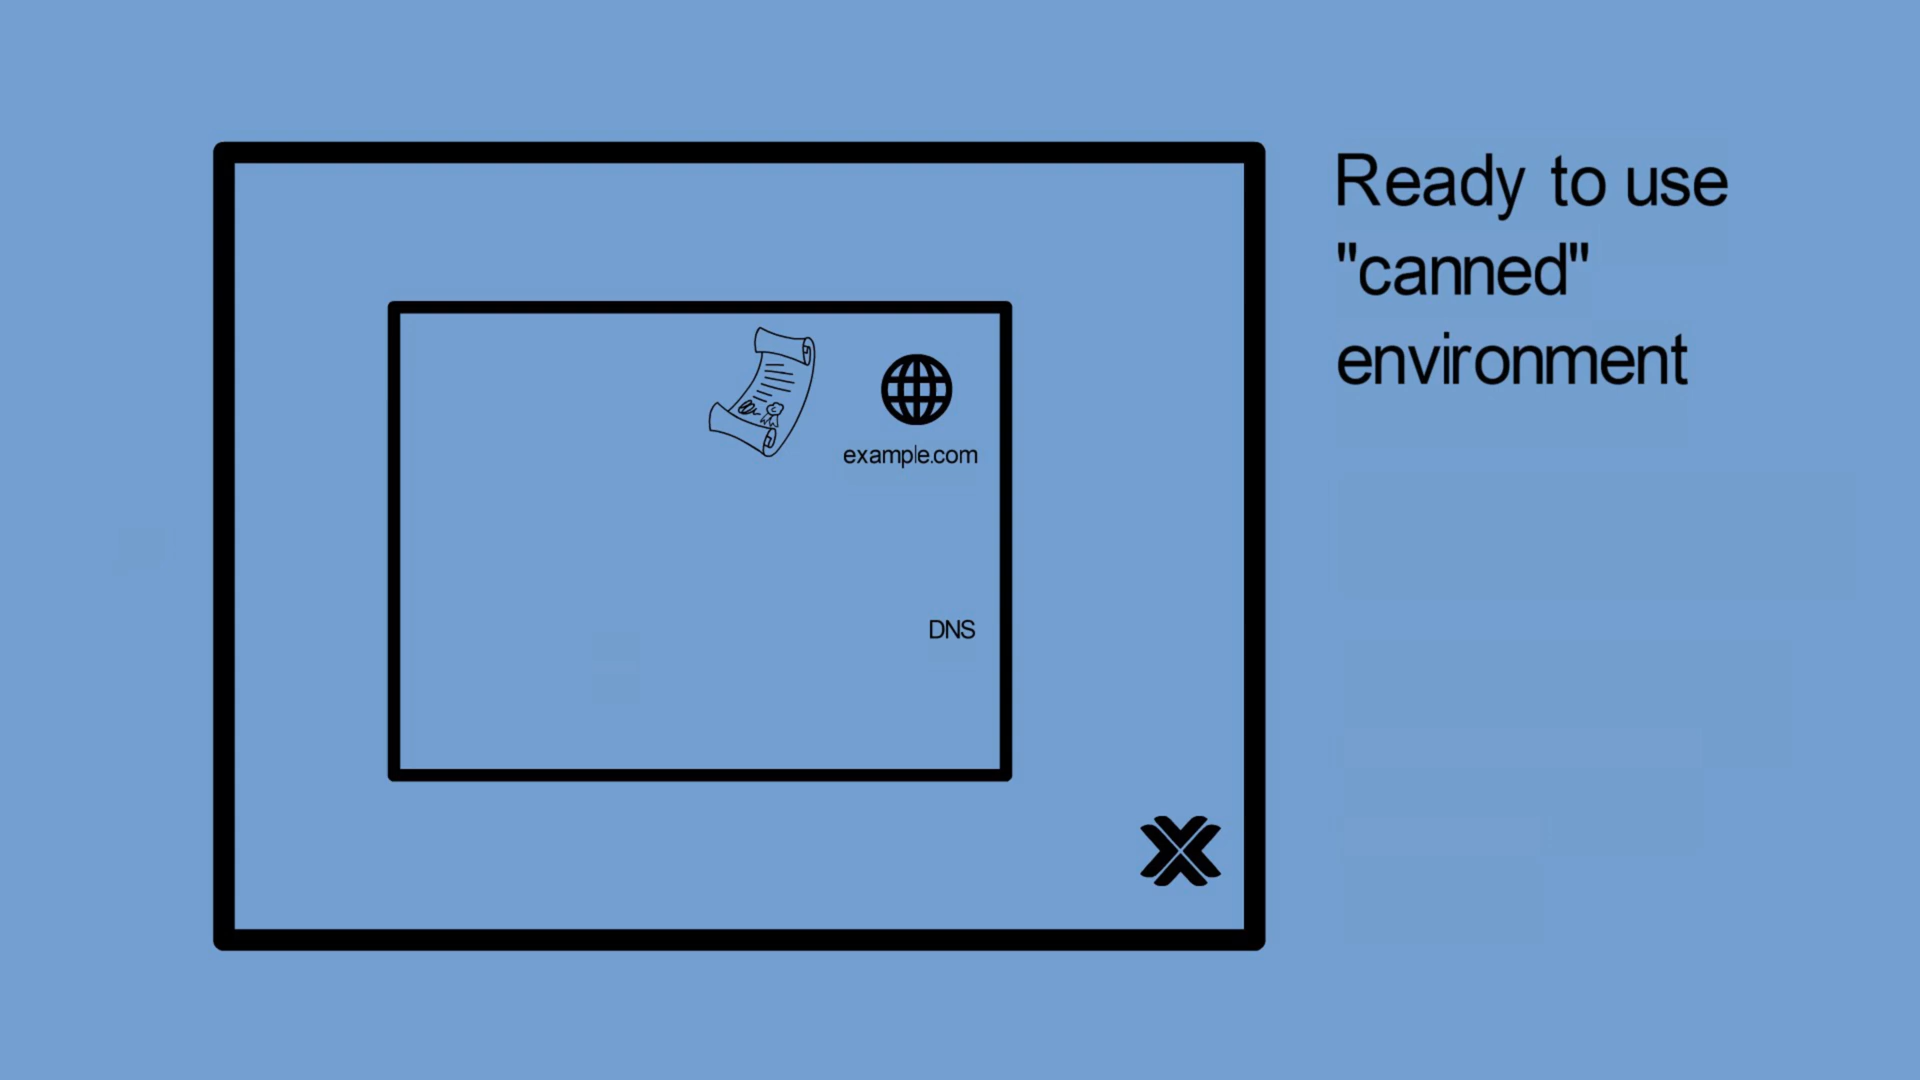 Ready to use
"canned"
environment
example.com
DNS